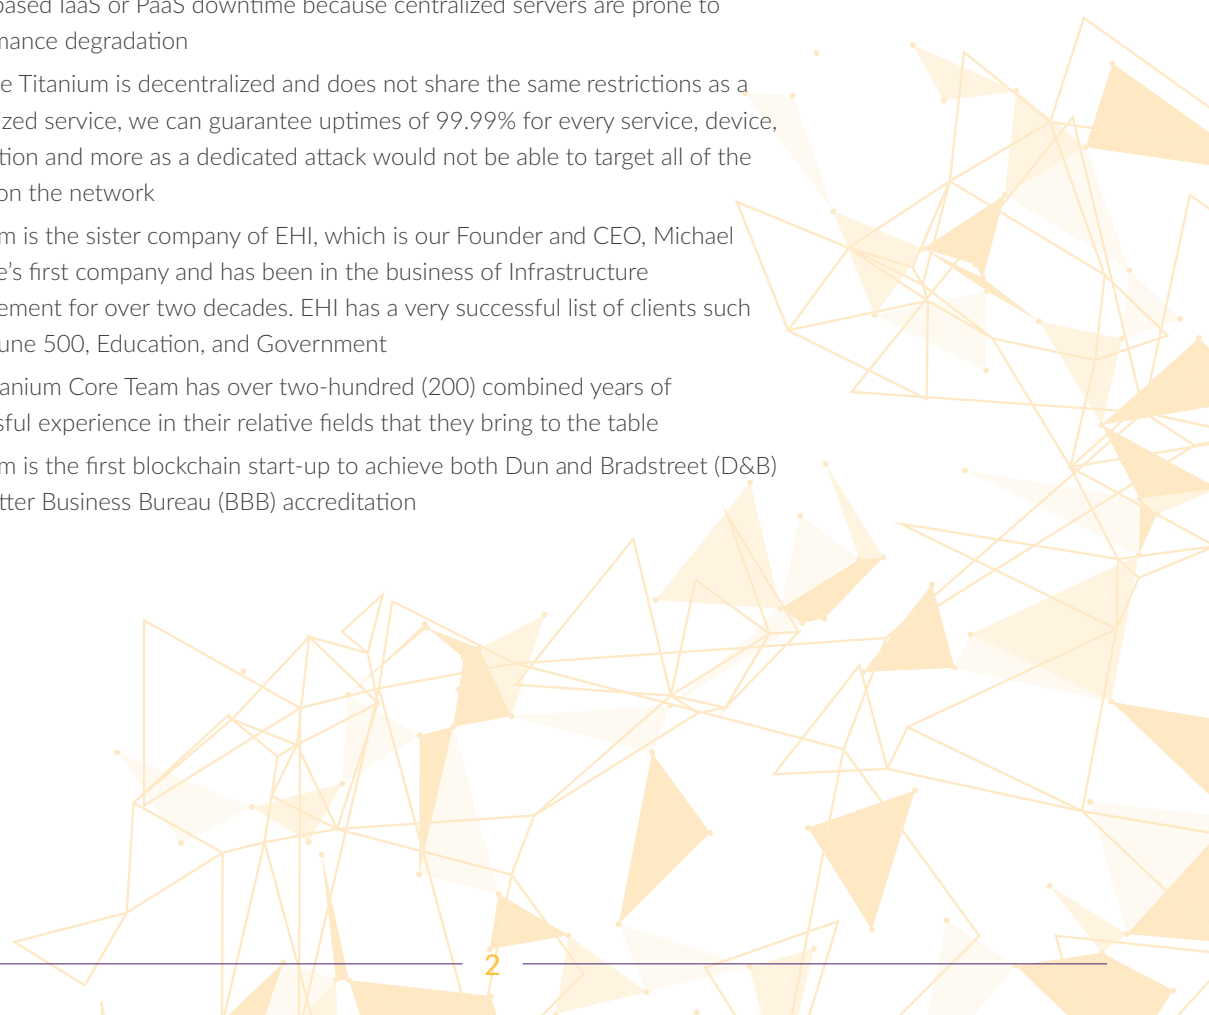 based IaaS or PaaS downtime because centralized servers are prone to
mance degradation
e Titanium is decentralized and does not share the same restrictions as a
ized service, we can guarantee uptimes of 99.99% for every service, device,
tion and more as a dedicated attack would not be able to target all of the
on the network
m is the sister company of EHI, which is our Founder and CEO, Michael
e’s first company and has been in the business of Infrastructure
ement for over two decades. EHI has a very successful list of clients such
une 500, Education, and Government
anium Core Team has over two-hundred (200) combined years of
sful experience in their relative fields that they bring to the table
m is the first blockchain start-up to achieve both Dun and Bradstreet (D&B)
tter Business Bureau (BBB) accreditation
2